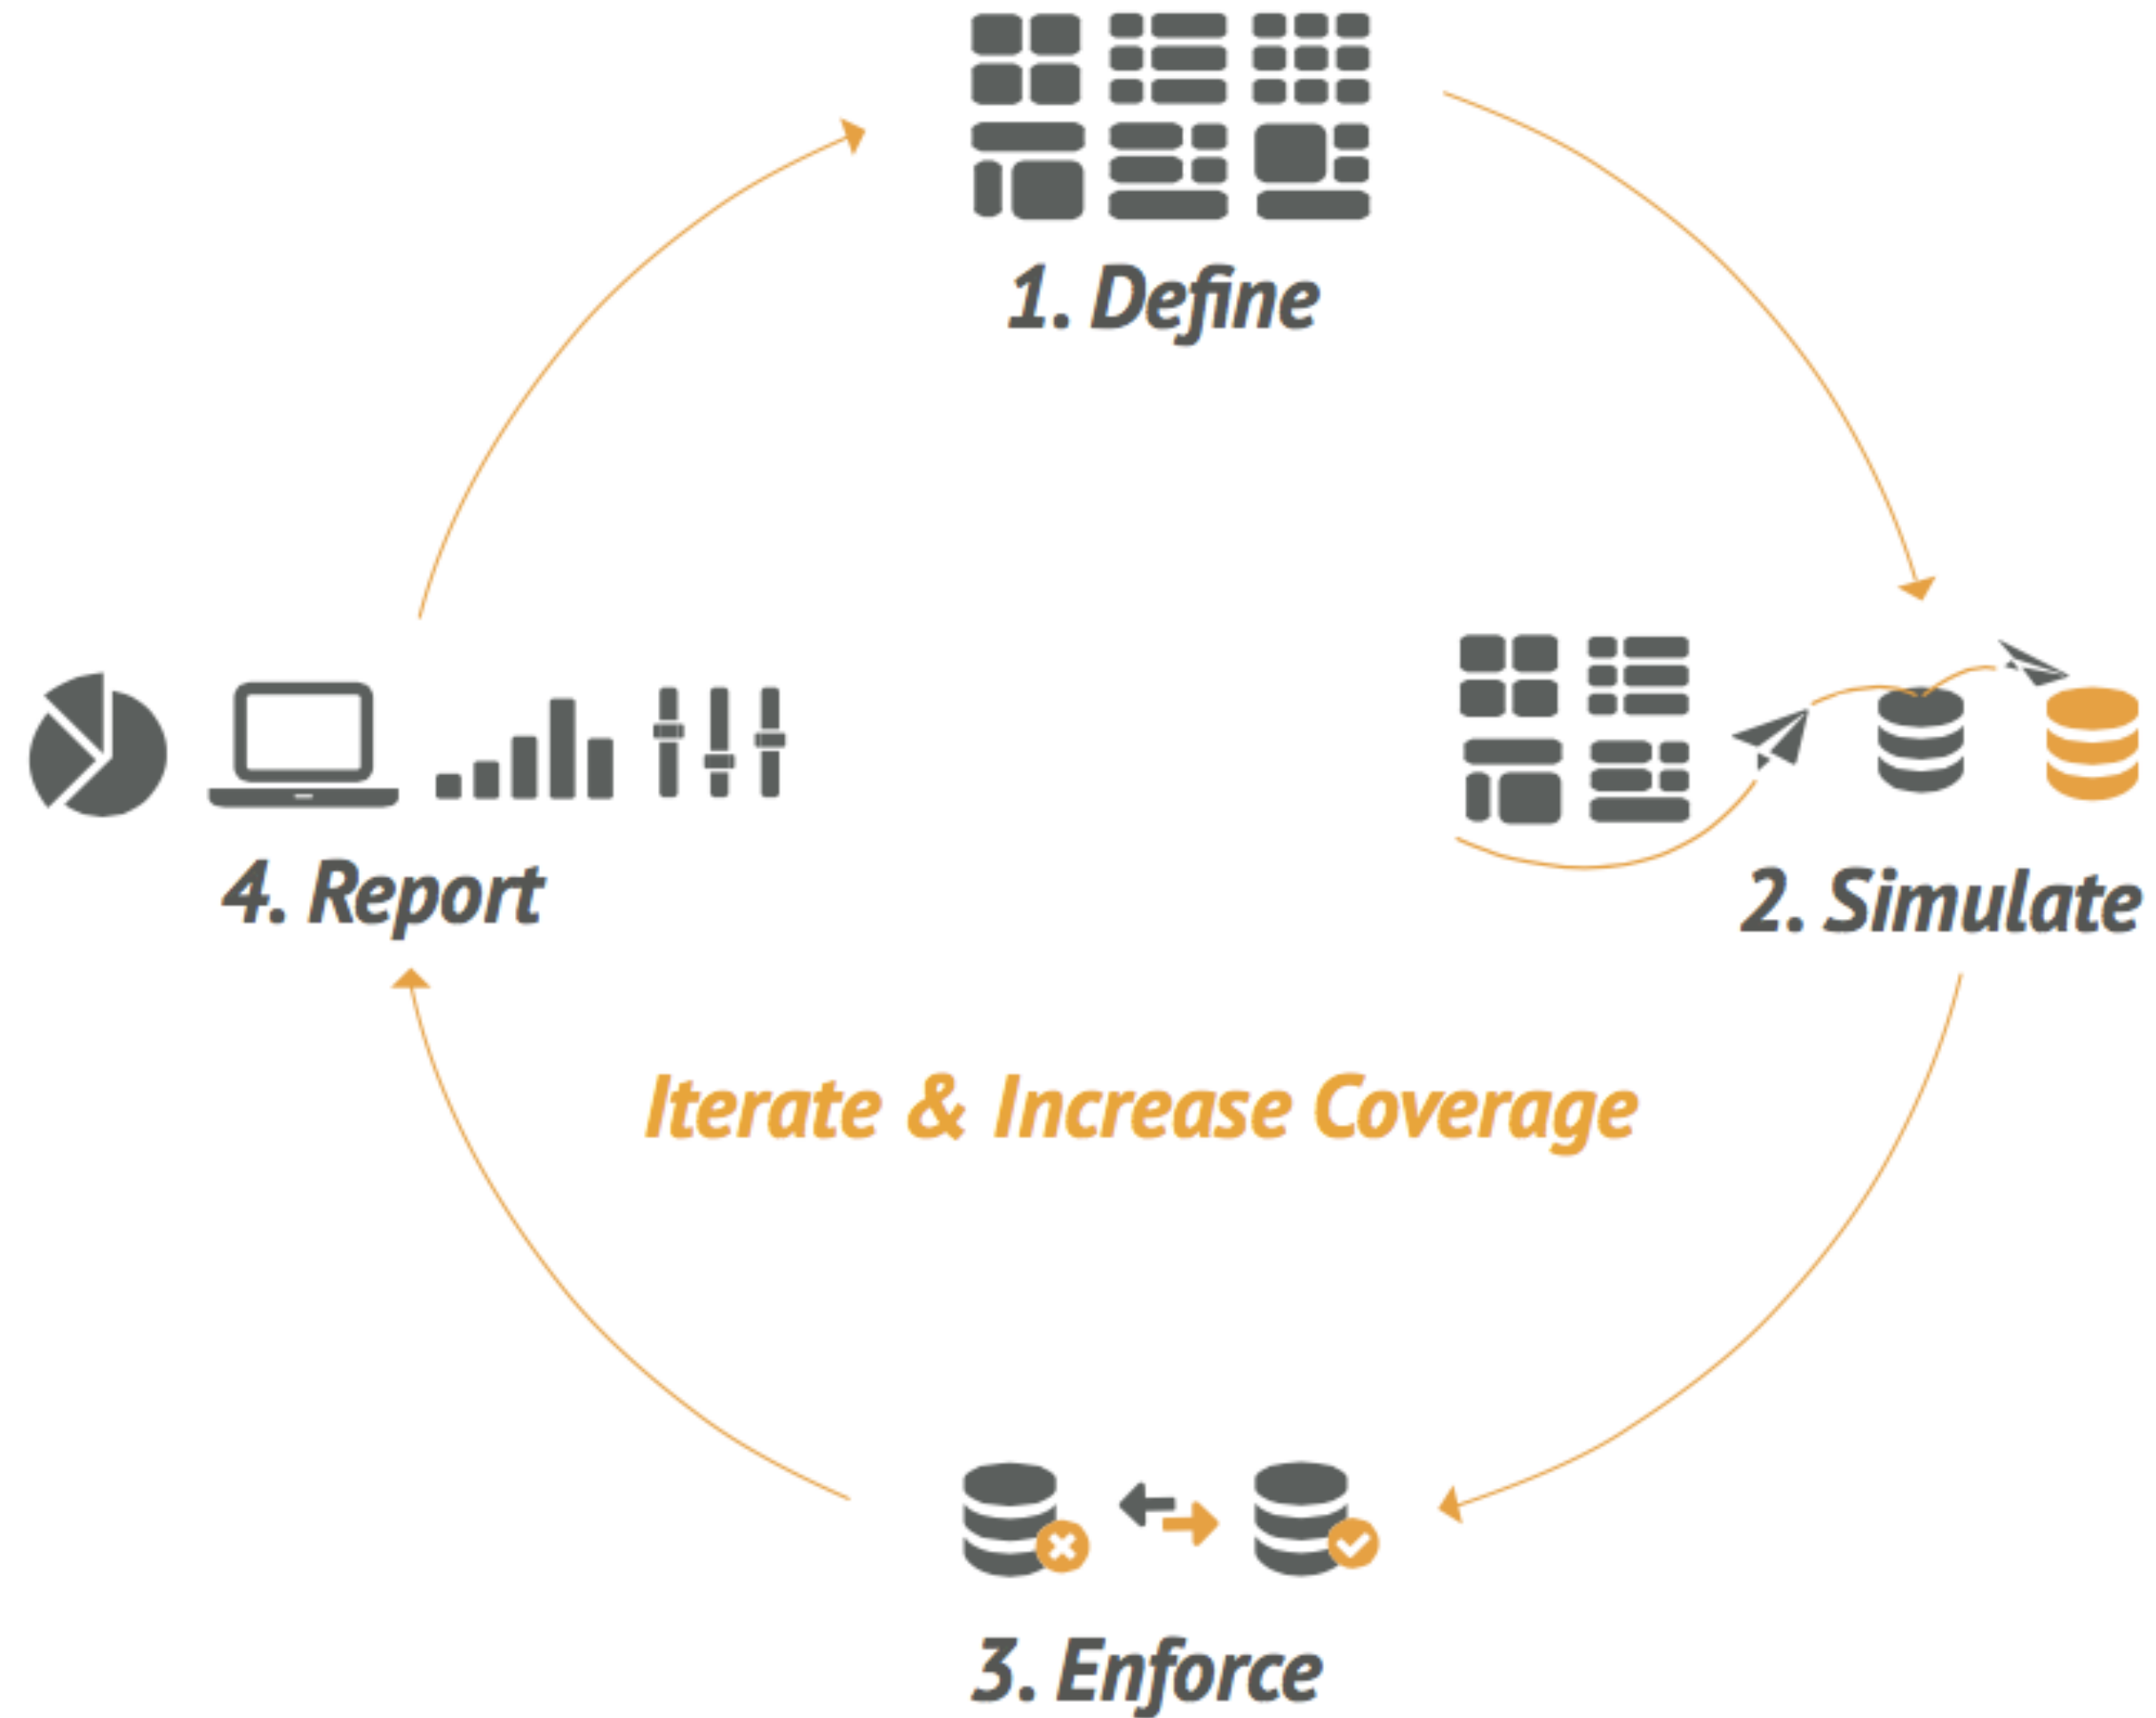 1. Define
2. Simulate
4. Report
Iterate & Increase Coverage
3. Enforce